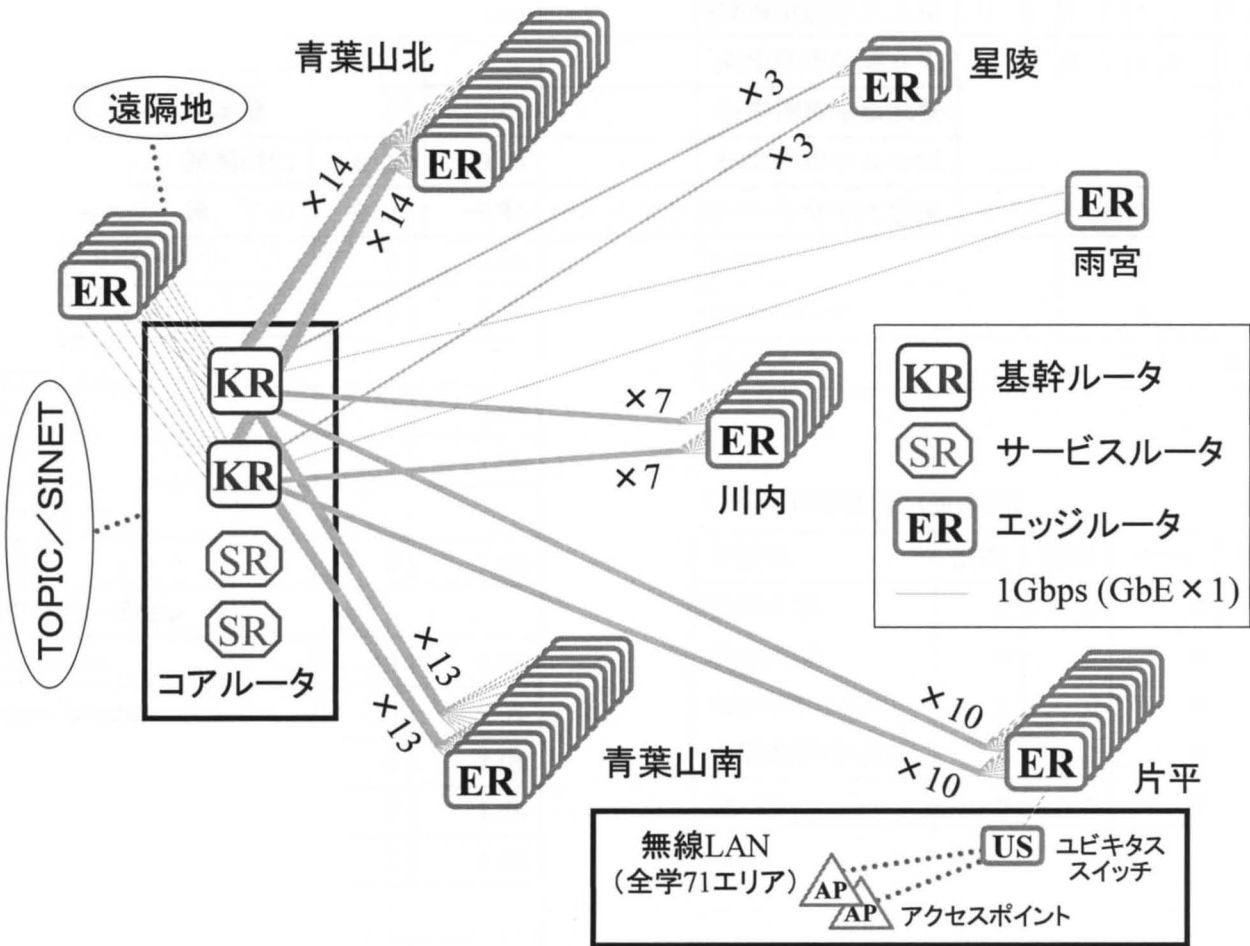 青葉山北
ER
×14
×14
遠隔地
ER
×3
×3
ER
星陵
ER
雨宮
TOPIC/SINET
KR
KR
SR
SR
コアルータ
×7
×7
ER
川内
KR 基幹ルータ
SR サービスルータ
ER エッジルータ
1Gbps (GbE×1)
×13
×13
ER
青葉山南
×10
×10
ER
片平
無線LAN
(全学71エリア)
AP
AP
アクセスポイント
US
ユビキタス
スイッチ